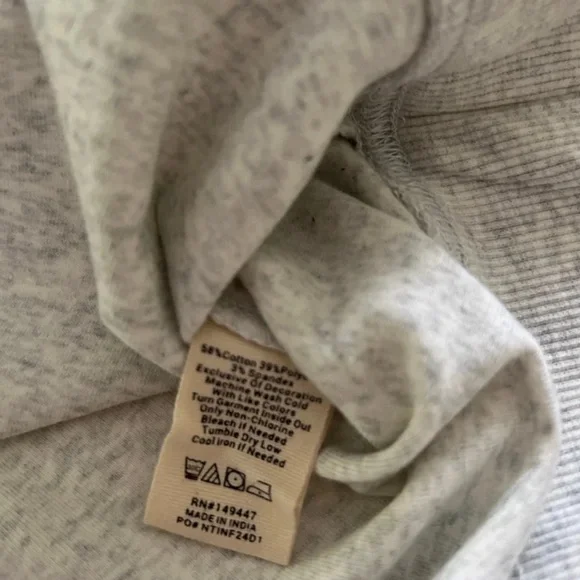 58%Cotton 39%Poly
3% Spandex
Exclusive Of Decoration
Machine Wash Cold
With Like Colors
Turn Garment Inside Out
Only Non-Chlorine
Bleach if Needed
Tumble Dry Low
Cool Iron if Needed
RN#149447
MADE IN INDIA
PO# NTINF24D1